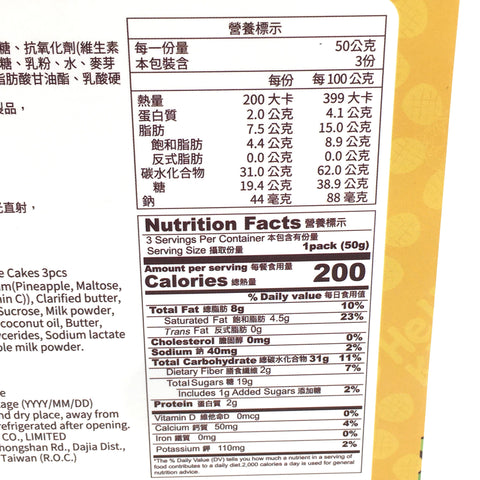 糖、抗氧化劑(維生素
糖、乳粉、水、麥芽
脂肪酸甘油酯、乳酸硬
製品，
光直射，
營養標示
每一份量 50公克
本包裝含 3份
每份 每100公克
熱量 200大卡 399大卡
蛋白質 2.0公克 4.1公克
脂肪 7.5公克 15.0公克
飽和脂肪 4.4公克 8.9公克
反式脂肪 0.0公克 0.0公克
碳水化合物 31.0公克 62.0公克
糖 19.4公克 38.9公克
鈉 44毫克 88毫克
Nutrition Facts 營養標示
3 Servings Per Container 本包含有份量
Serving Size 攝取份量 1pack (50g)
Amount per serving 每餐食用量
Calories 總熱量 200
% Daily value 每日食用值
Total Fat 總脂肪 8g 10%
Saturated Fat 飽和脂肪 4.5g 23%
Trans Fat 反式脂肪 0g
Cholesterol 膽固醇 0mg 0%
Sodium 鈉 40mg 2%
Total Carbohydrate 總碳水化合物 31g 11%
Dietary Fiber 膳食纖維 2g 7%
Total Sugars 糖 19g
Includes 1g Added Sugars 添加糖 2%
Protein 蛋白質 2g
Vitamin D 維他命D 0mcg 0%
Calcium 鈣質 50mg 4%
Iron 鐵質 0mg 0%
Potassium 鉀 110mg 2%
*The % Daily Value (DV) tells you how much a nutrient in a serving of
food contributes to a daily diet.2,000 calories a day is used for general
nutrition advice.
e Cakes 3pcs
m(Pineapple, Maltose,
in C)), Clarified butter,
Sucrose, Milk powder,
coconut oil, Butter,
ycerides, Sodium lactate
ole milk powder.
e
kage (YYYY/MM/DD)
and dry place, away from
refrigerated after opening.
CO., LIMITED
hongshan Rd., Dajia Dist.,
Taiwan (R.O.C.)